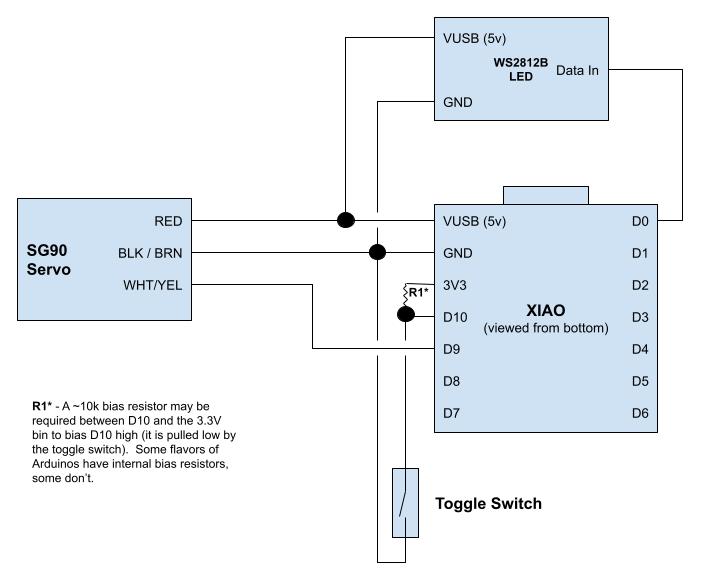 VUSB (5v)
WS2812B
LED
Data In
GND
SG90
Servo
RED
BLK / BRN
WHT/YEL
VUSB (5v)
GND
3V3
D10
D9
D8
D7
R1*
XIAO
(viewed from bottom)
D0
D1
D2
D3
D4
D5
D6
R1* - A ~10k bias resistor may be
required between D10 and the 3.3V
bin to bias D10 high (it is pulled low by
the toggle switch). Some flavors of
Arduinos have internal bias resistors,
some don't.
Toggle Switch